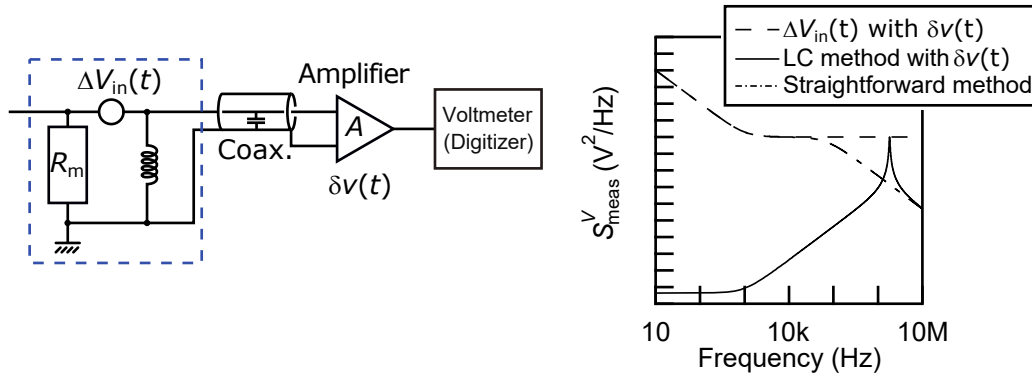 ΔV_in(t)
Amplifier
R_m
Coax.
A
δv(t)
Voltmeter
(Digitizer)
ΔV_in(t) with δv(t)
LC method with δv(t)
Straightforward method
S^V_meas (V^2/Hz)
10 10k 10M
Frequency (Hz)